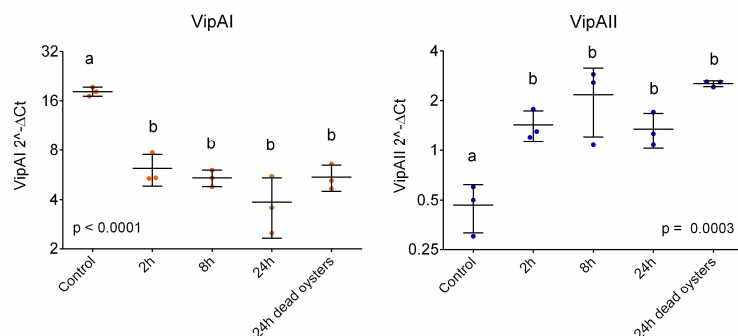 VipAI
VipAI 2^-ΔCt
32
16
8
4
2
a
b
b
b
b
p < 0.0001
Control
2h
8h
24h
24h dead oysters
VipAII
VipAII 2^-ΔCt
4
2
1
0.5
0.25
a
b
b
b
b
p = 0.0003
Control
2h
8h
24h
24h dead oysters